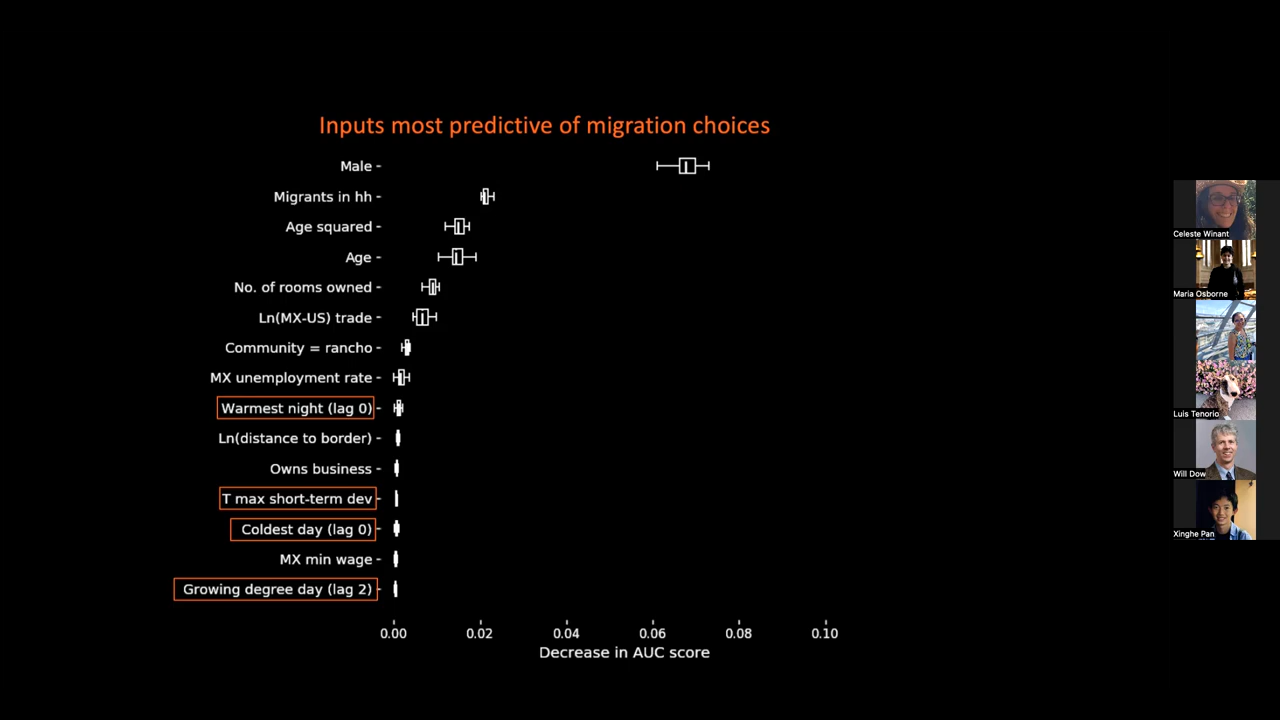 Inputs most predictive of migration choices
Male
Migrants in hh
Age squared
Age
No. of rooms owned
Ln(MX-US) trade
Community = rancho
MX unemployment rate
Warmest night (lag 0)
Ln(distance to border)
Owns business
T max short-term dev
Coldest day (lag 0)
MX min wage
Growing degree day (lag 2)
0.00 0.02 0.04 0.06 0.08 0.10
Decrease in AUC score
Celeste Winant
Maria Osborne
Luis Tenorio
Will Dow
Xinghe Pan